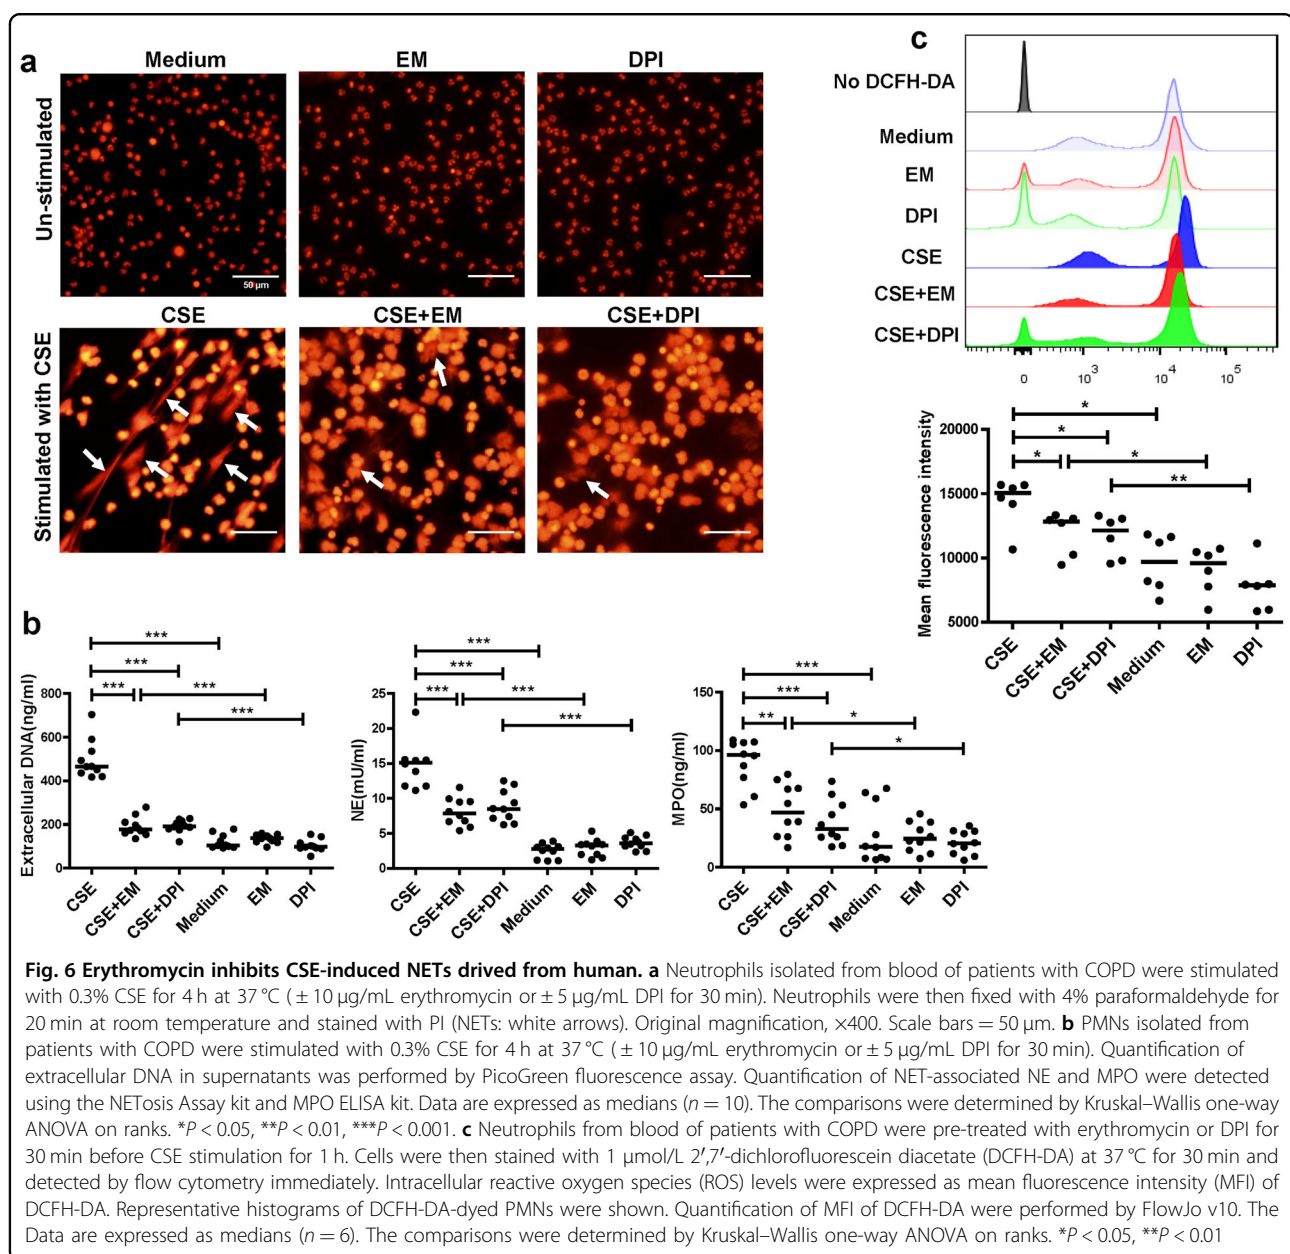 a
Medium
EM
DPI
Un-stimulated
50 µm
CSE
CSE+EM
CSE+DPI
Stimulated with CSE
c
No DCFH-DA
Medium
EM
DPI
CSE
CSE+EM
CSE+DPI
0
10³
10⁴
10⁵
Mean fluorescence intensity
20000
15000
10000
5000
*
*
*
*
**
CSE
CSE+EM
CSE+DPI
Medium
EM
DPI
b
Extracellular DNA(ng/ml)
800
600
400
200
0
***
***
***
***
***
CSE
CSE+EM
CSE+DPI
Medium
EM
DPI
NE(mU/ml)
25
20
15
10
5
0
***
***
***
***
***
CSE
CSE+EM
CSE+DPI
Medium
EM
DPI
MPO(ng/ml)
150
100
50
0
***
***
**
*
*
CSE
CSE+EM
CSE+DPI
Medium
EM
DPI
Fig. 6 Erythromycin inhibits CSE-induced NETs drived from human. a Neutrophils isolated from blood of patients with COPD were stimulated
with 0.3% CSE for 4 h at 37 °C ( ± 10 µg/mL erythromycin or ± 5 µg/mL DPI for 30 min). Neutrophils were then fixed with 4% paraformaldehyde for
20 min at room temperature and stained with PI (NETs: white arrows). Original magnification, ×400. Scale bars = 50 µm. b PMNs isolated from
patients with COPD were stimulated with 0.3% CSE for 4 h at 37 °C ( ± 10 µg/mL erythromycin or ± 5 µg/mL DPI for 30 min). Quantification of
extracellular DNA in supernatants was performed by PicoGreen fluorescence assay. Quantification of NET-associated NE and MPO were detected
using the NETosis Assay kit and MPO ELISA kit. Data are expressed as medians (n = 10). The comparisons were determined by Kruskal–Wallis one-way
ANOVA on ranks. *P < 0.05, **P < 0.01, ***P < 0.001. c Neutrophils from blood of patients with COPD were pre-treated with erythromycin or DPI for
30 min before CSE stimulation for 1 h. Cells were then stained with 1 µmol/L 2′,7′-dichlorofluorescein diacetate (DCFH-DA) at 37 °C for 30 min and
detected by flow cytometry immediately. Intracellular reactive oxygen species (ROS) levels were expressed as mean fluorescence intensity (MFI) of
DCFH-DA. Representative histograms of DCFH-DA-dyed PMNs were shown. Quantification of MFI of DCFH-DA were performed by FlowJo v10. The
Data are expressed as medians (n = 6). The comparisons were determined by Kruskal–Wallis one-way ANOVA on ranks. *P < 0.05, **P < 0.01